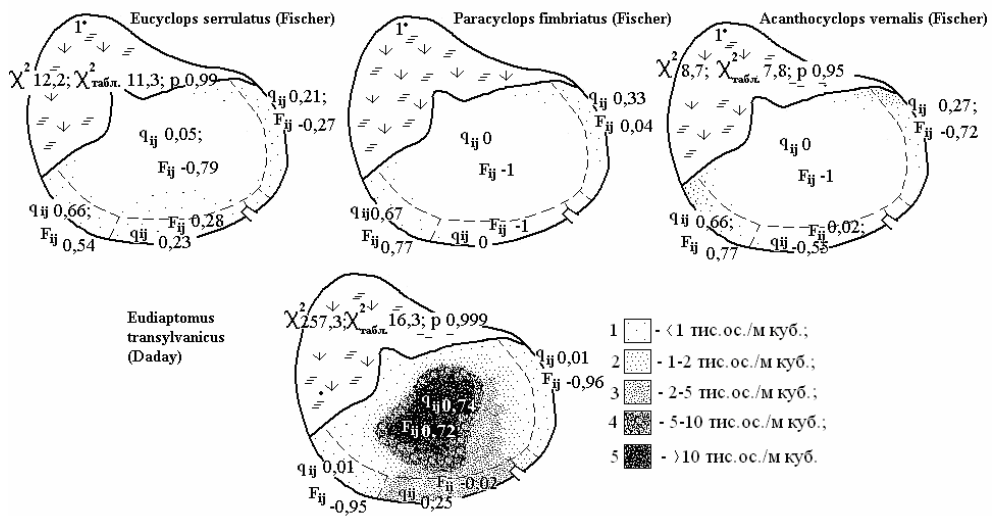 Eucyclops serrulatus (Fischer)
1
χ² 12,2; χ²табл. 11,3; p 0,99
qij 0,21;
Fij -0,27
qij 0,05;
Fij -0,79
qij 0,66;
Fij 0,54
Fij 0,28
qij 0,23
Paracyclops fimbriatus (Fischer)
1
qij 0,33
Fij 0,04
qij 0
Fij -1
qij 0,67
Fij 0,77
Fij -1
qij 0
Acanthocyclops vernalis (Fischer)
1
χ² 8,7; χ²табл. 7,8; p 0,95
qij 0,27;
Fij -0,72
qij 0
Fij -1
qij 0,66;
Fij 0,77
Fij 0,02;
qij -0,55
Eudiaptomus
transylvanicus
(Daday)
χ² 257,3; χ²табл. 16,3; p 0,999
qij 0,01
Fij -0,96
qij 0,74
Fij 0,72
qij 0,01
Fij -0,95
Fij -0,02
qij 0,25
1 - <1 тис.ос./м куб.;
2 - 1-2 тис.ос./м куб.;
3 - 2-5 тис.ос./м куб.;
4 - 5-10 тис.ос./м куб.;
5 - >10 тис.ос./м куб.